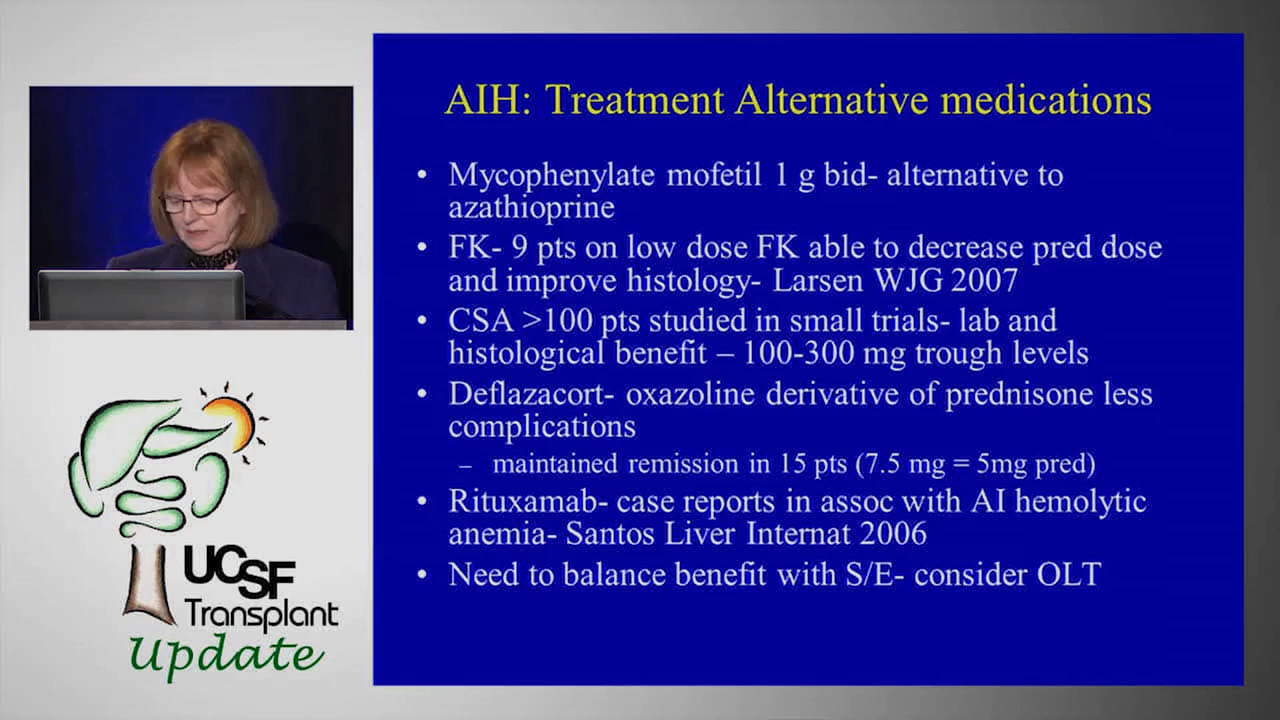 AIH: Treatment Alternative medications
• Mycophenylate mofetil 1 g bid- alternative to
azathioprine
• FK- 9 pts on low dose FK able to decrease pred dose
and improve histology- Larsen WJG 2007
• CSA >100 pts studied in small trials- lab and
histological benefit – 100-300 mg trough levels
• Deflazacort- oxazoline derivative of prednisone less
complications
– maintained remission in 15 pts (7.5 mg = 5mg pred)
• Rituxamab- case reports in assoc with AI hemolytic
anemia- Santos Liver Internat 2006
• Need to balance benefit with S/E- consider OLT
UCSF
Transplant
Update